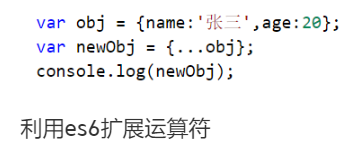 var obj = {name:'张三',age:20};
var newObj = {...obj};
console.log(newObj);
利用es6扩展运算符